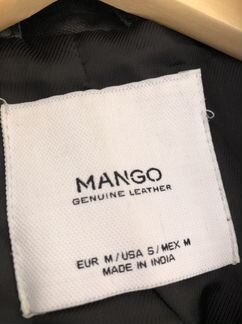 MANGO
GENUINE LEATHER
EUR M / USA S / MEX M
MADE IN INDIA